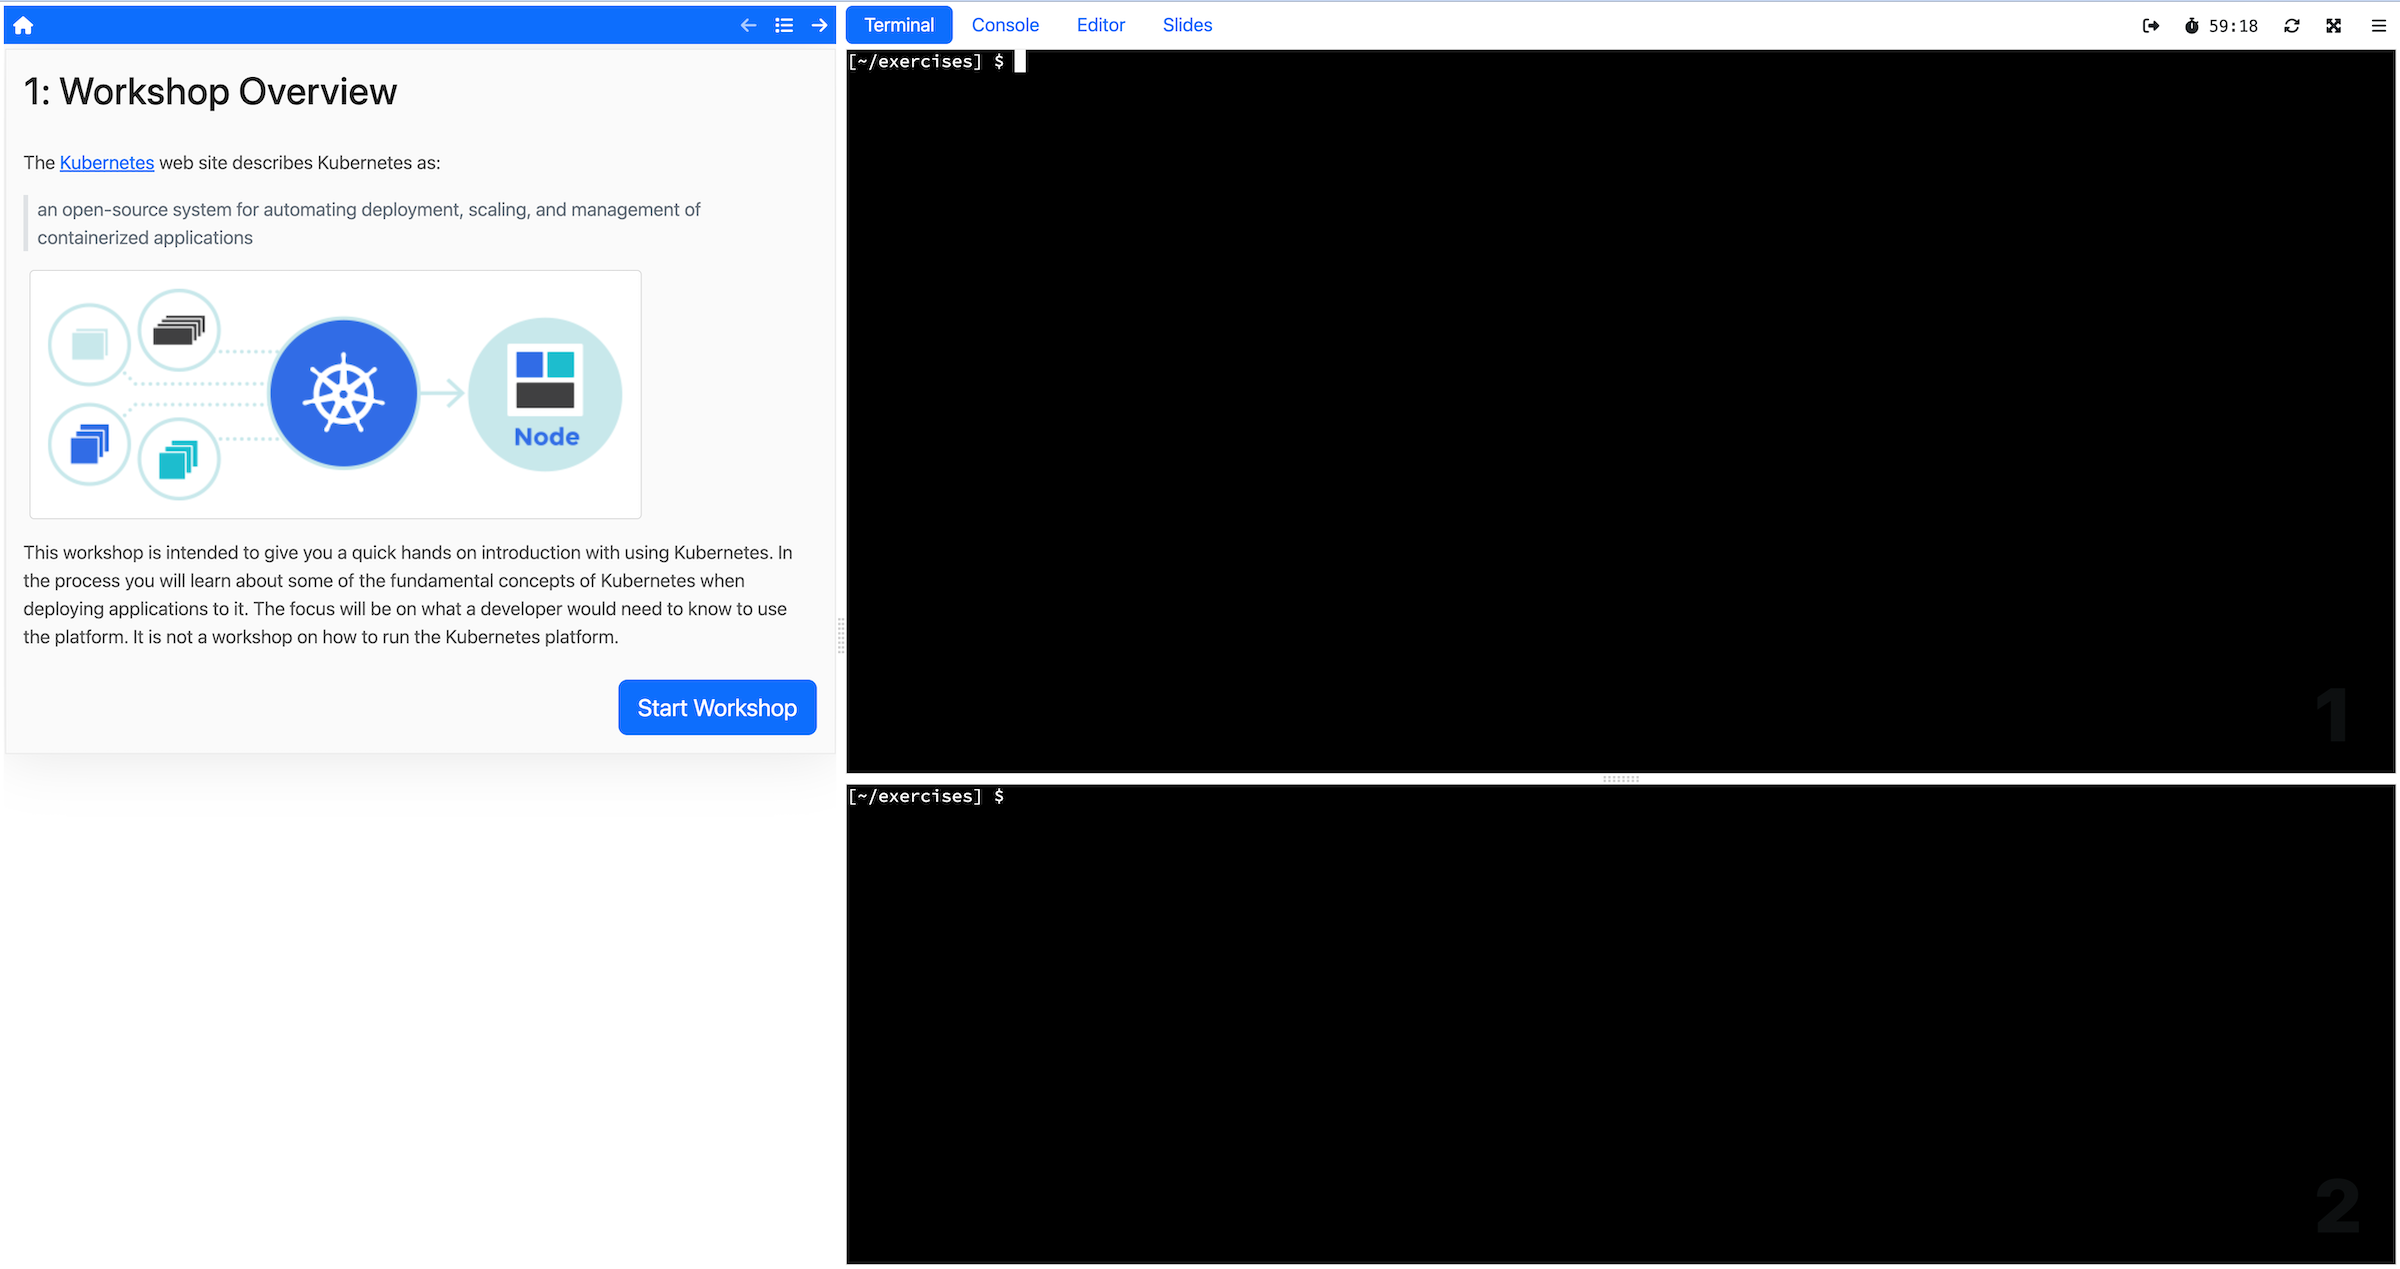 Terminal Console Editor Slides 59:18
1: Workshop Overview
The Kubernetes web site describes Kubernetes as:
an open-source system for automating deployment, scaling, and management of
containerized applications
Node
This workshop is intended to give you a quick hands on introduction with using Kubernetes. In
the process you will learn about some of the fundamental concepts of Kubernetes when
deploying applications to it. The focus will be on what a developer would need to know to use
the platform. It is not a workshop on how to run the Kubernetes platform.
Start Workshop
[~/exercises] $
1
[~/exercises] $
2